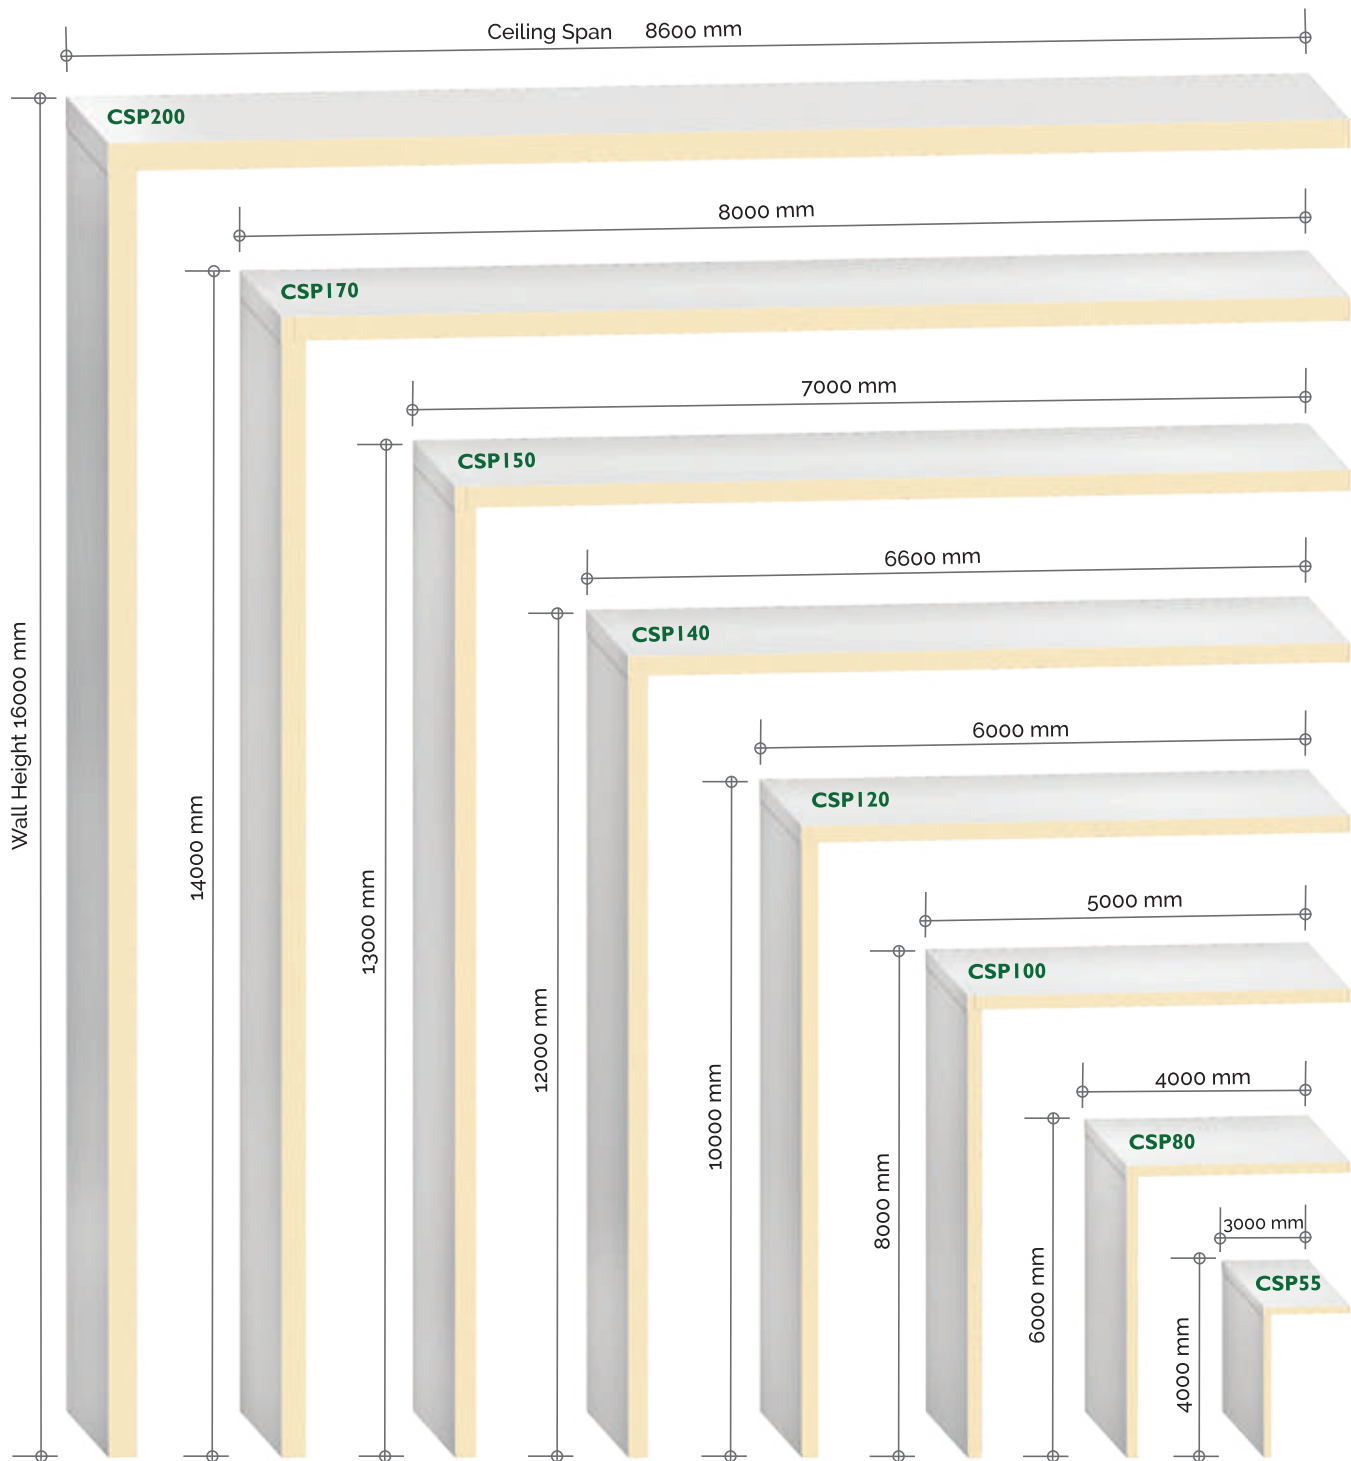 Ceiling Span 8600 mm
CSP200
8000 mm
CSP170
7000 mm
CSP150
6600 mm
CSP140
6000 mm
CSP120
5000 mm
CSP100
4000 mm
CSP80
3000 mm
CSP55
Wall Height 16000 mm
14000 mm
13000 mm
12000 mm
10000 mm
8000 mm
6000 mm
4000 mm